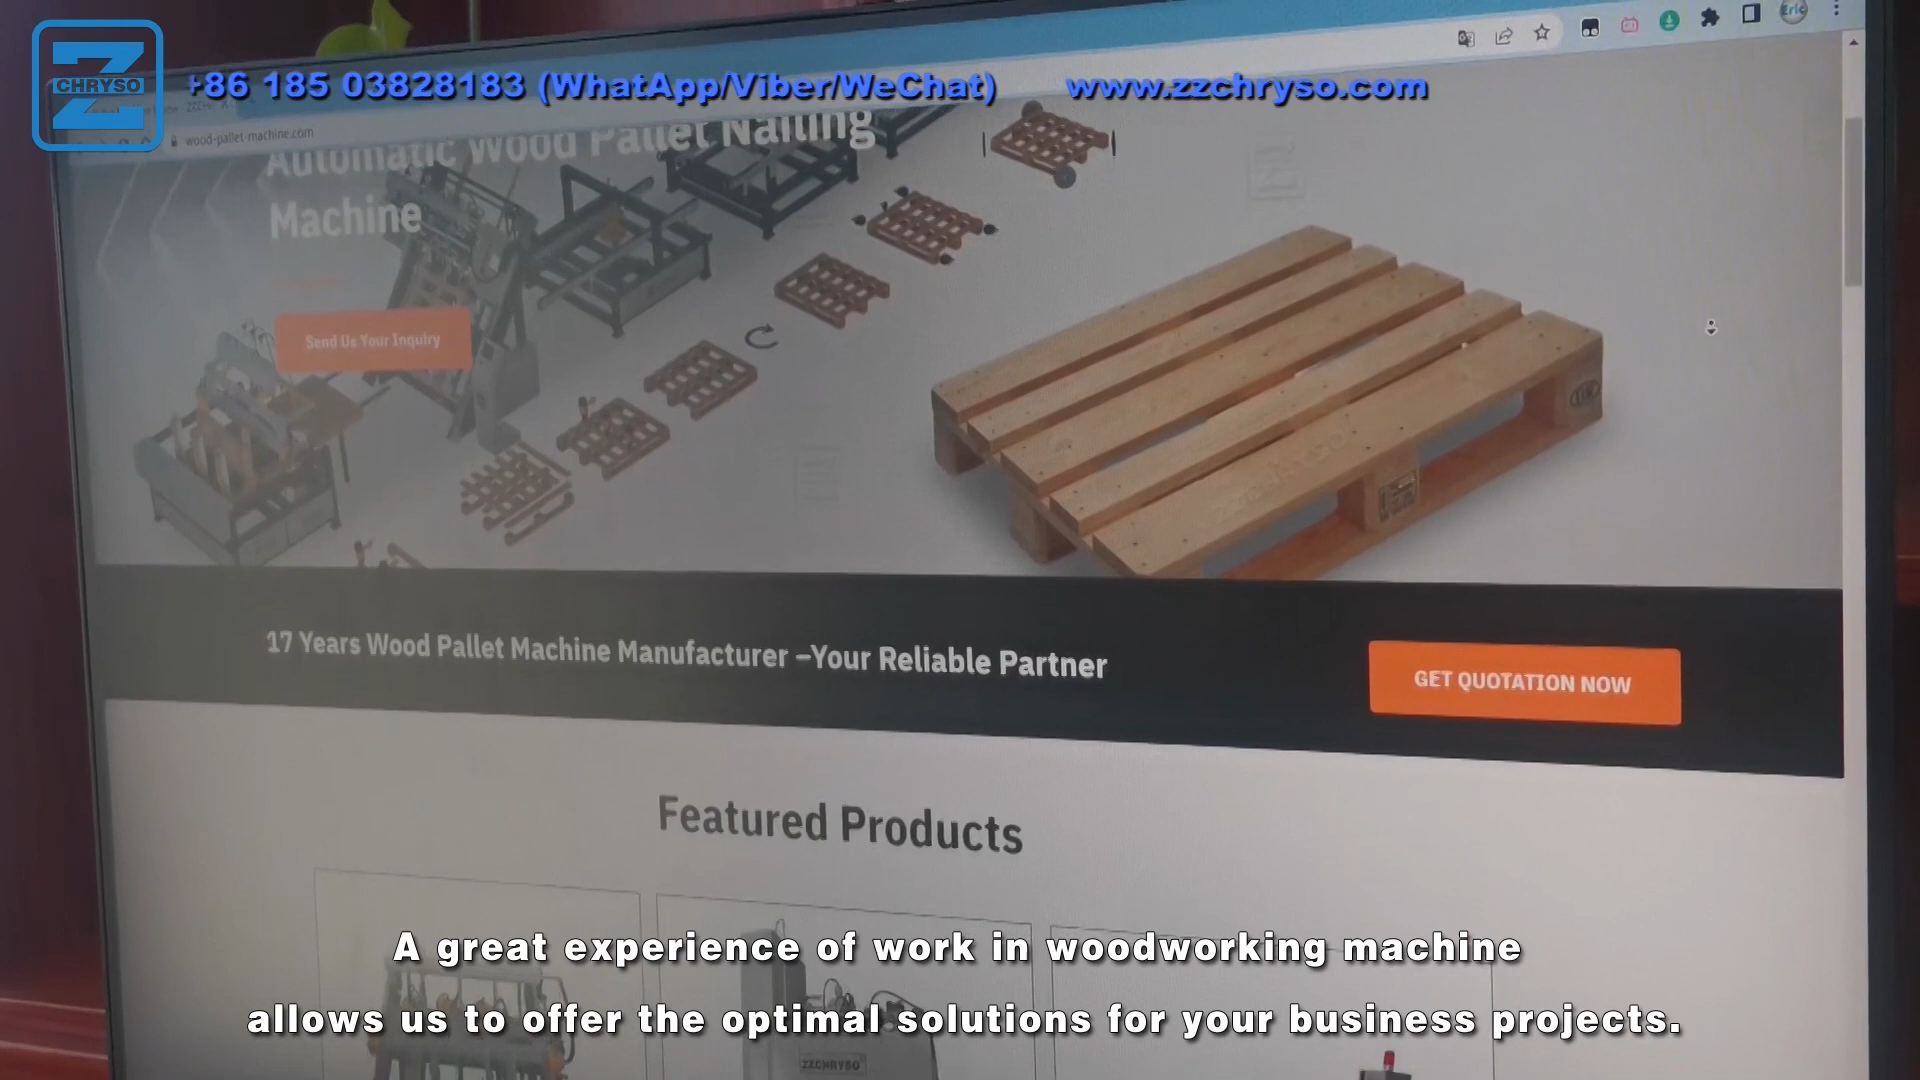 CHRYSO
+86 185 03828183 (WhatApp/Viber/WeChat) www.zzchryso.com
Eric
wood-pallet-machine.com
Automatic Wood Pallet Nailing
Machine
Send Us Your Inquiry
17 Years Wood Pallet Machine Manufacturer –Your Reliable Partner
GET QUOTATION NOW
Featured Products
A great experience of work in woodworking machine
allows us to offer the optimal solutions for your business projects.
ZZCHRYSO